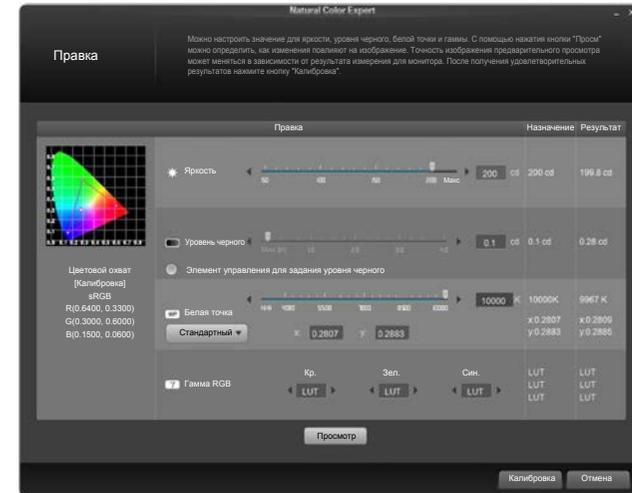 Natural Color Expert
Правка
Можно настроить значение для яркости, уровня черного, белой точки и гаммы. С помощью нажатия кнопки "Просм"
можно определить, как изменения повлияют на изображение. Точность изображения предварительного просмотра
может меняться в зависимости от результата измерения для монитора. После получения удовлетворительных
результатов нажмите кнопку "Калибровка".
Правка Назначение Результат
Яркость 200 cd 200 cd 199.8 cd
50 200 Макс
Уровень черного 0.1 cd 0.1 cd 0.28 cd
Элемент управления для задания уровня черного
Цветовой охват
[Калибровка]
sRGB
R(0.6400, 0.3300)
G(0.3000, 0.6000)
B(0.1500, 0.0600)
Белая точка 10000 K 10000K 9967 K
Стандартный x: 0.2807 y: 0.2883
x:0.2807 x:0.2809
y:0.2883 y:0.2885
Кр. Зел. Син.
Гамма RGB LUT LUT LUT
LUT LUT
LUT LUT
LUT LUT
Просмотр
Калибровка Отмена